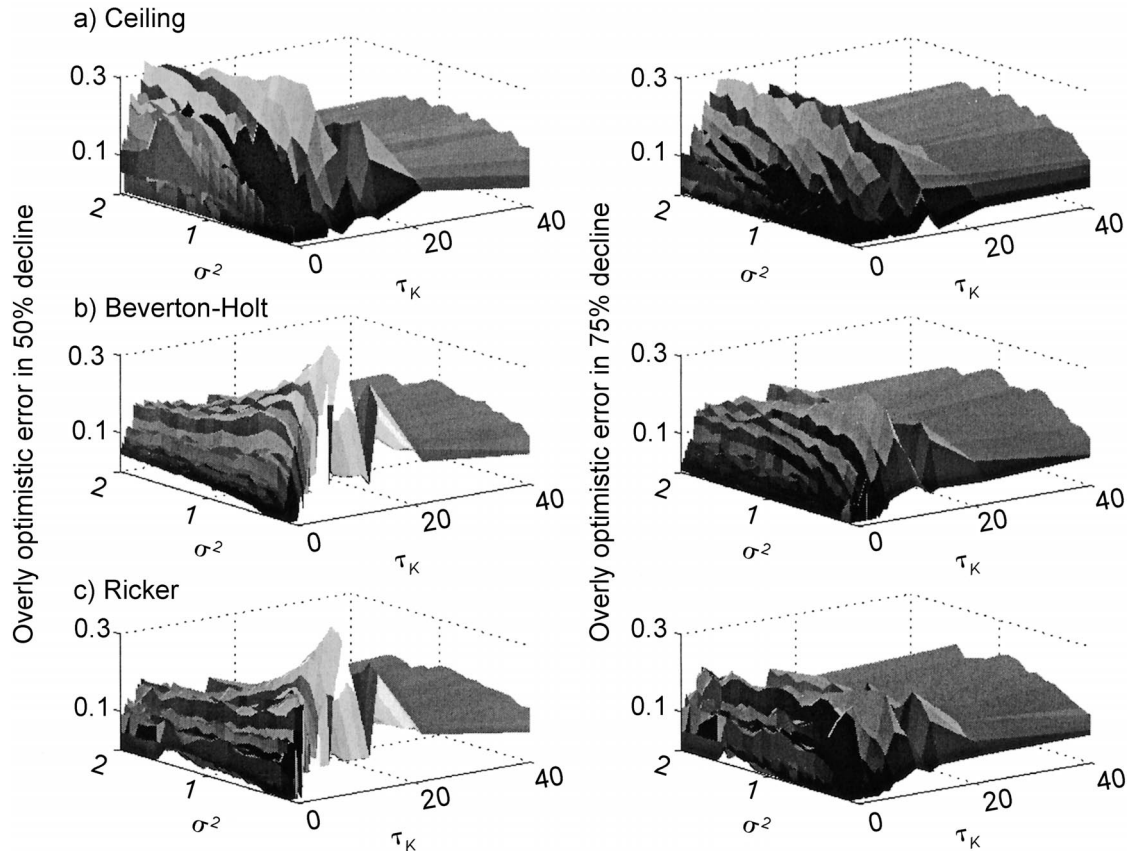 a) Ceiling
0.3
0.1
2
1
σ²
0
20
40
τK
0.3
0.1
2
1
σ²
0
20
40
τK
b) Beverton-Holt
0.3
0.1
2
1
σ²
0
20
40
τK
0.3
0.1
2
1
σ²
0
20
40
τK
c) Ricker
0.3
0.1
2
1
σ²
0
20
40
τK
0.3
0.1
2
1
σ²
0
20
40
τK
Overly optimistic error in 50% decline
Overly optimistic error in 75% decline